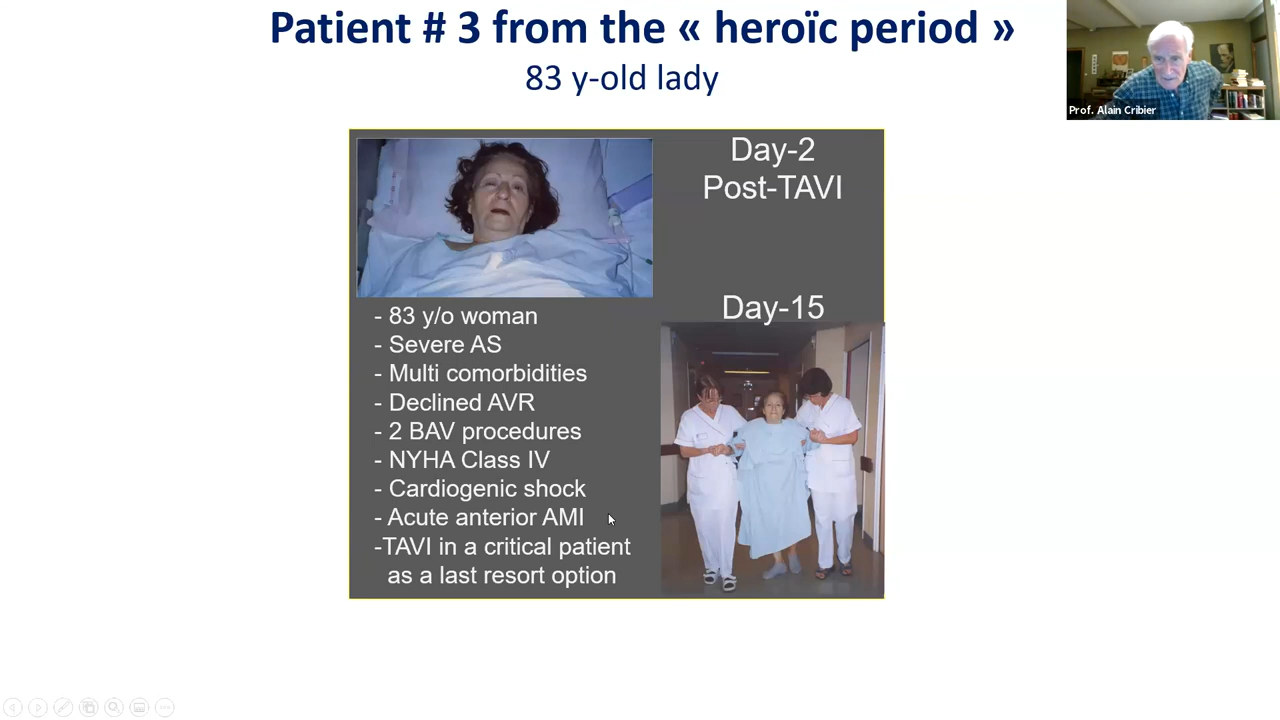 Patient # 3 from the « heroïc period »
83 y-old lady
Prof. Alain Cribier
Day-2
Post-TAVI
Day-15
- 83 y/o woman
- Severe AS
- Multi comorbidities
- Declined AVR
- 2 BAV procedures
- NYHA Class IV
- Cardiogenic shock
- Acute anterior AMI
-TAVI in a critical patient
as a last resort option